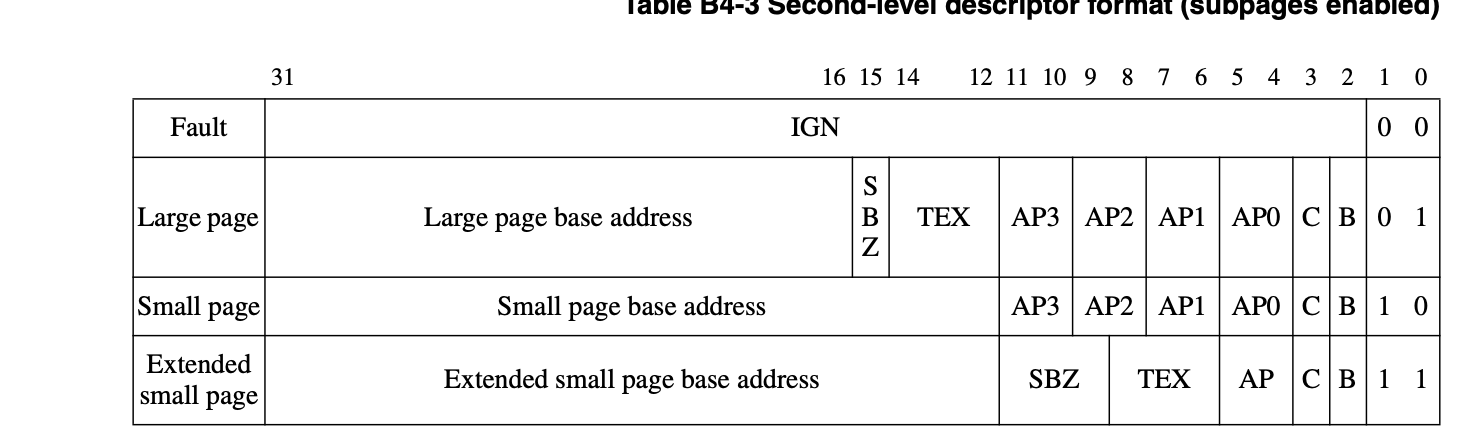 Table B4-3 Second-level descriptor format (subpages enabled)
31 16 15 14 12 11 10 9 8 7 6 5 4 3 2 1 0
Fault IGN 0 0
Large page Large page base address S B Z TEX AP3 AP2 AP1 AP0 C B 0 1
Small page Small page base address AP3 AP2 AP1 AP0 C B 1 0
Extended
small page Extended small page base address SBZ TEX AP C B 1 1